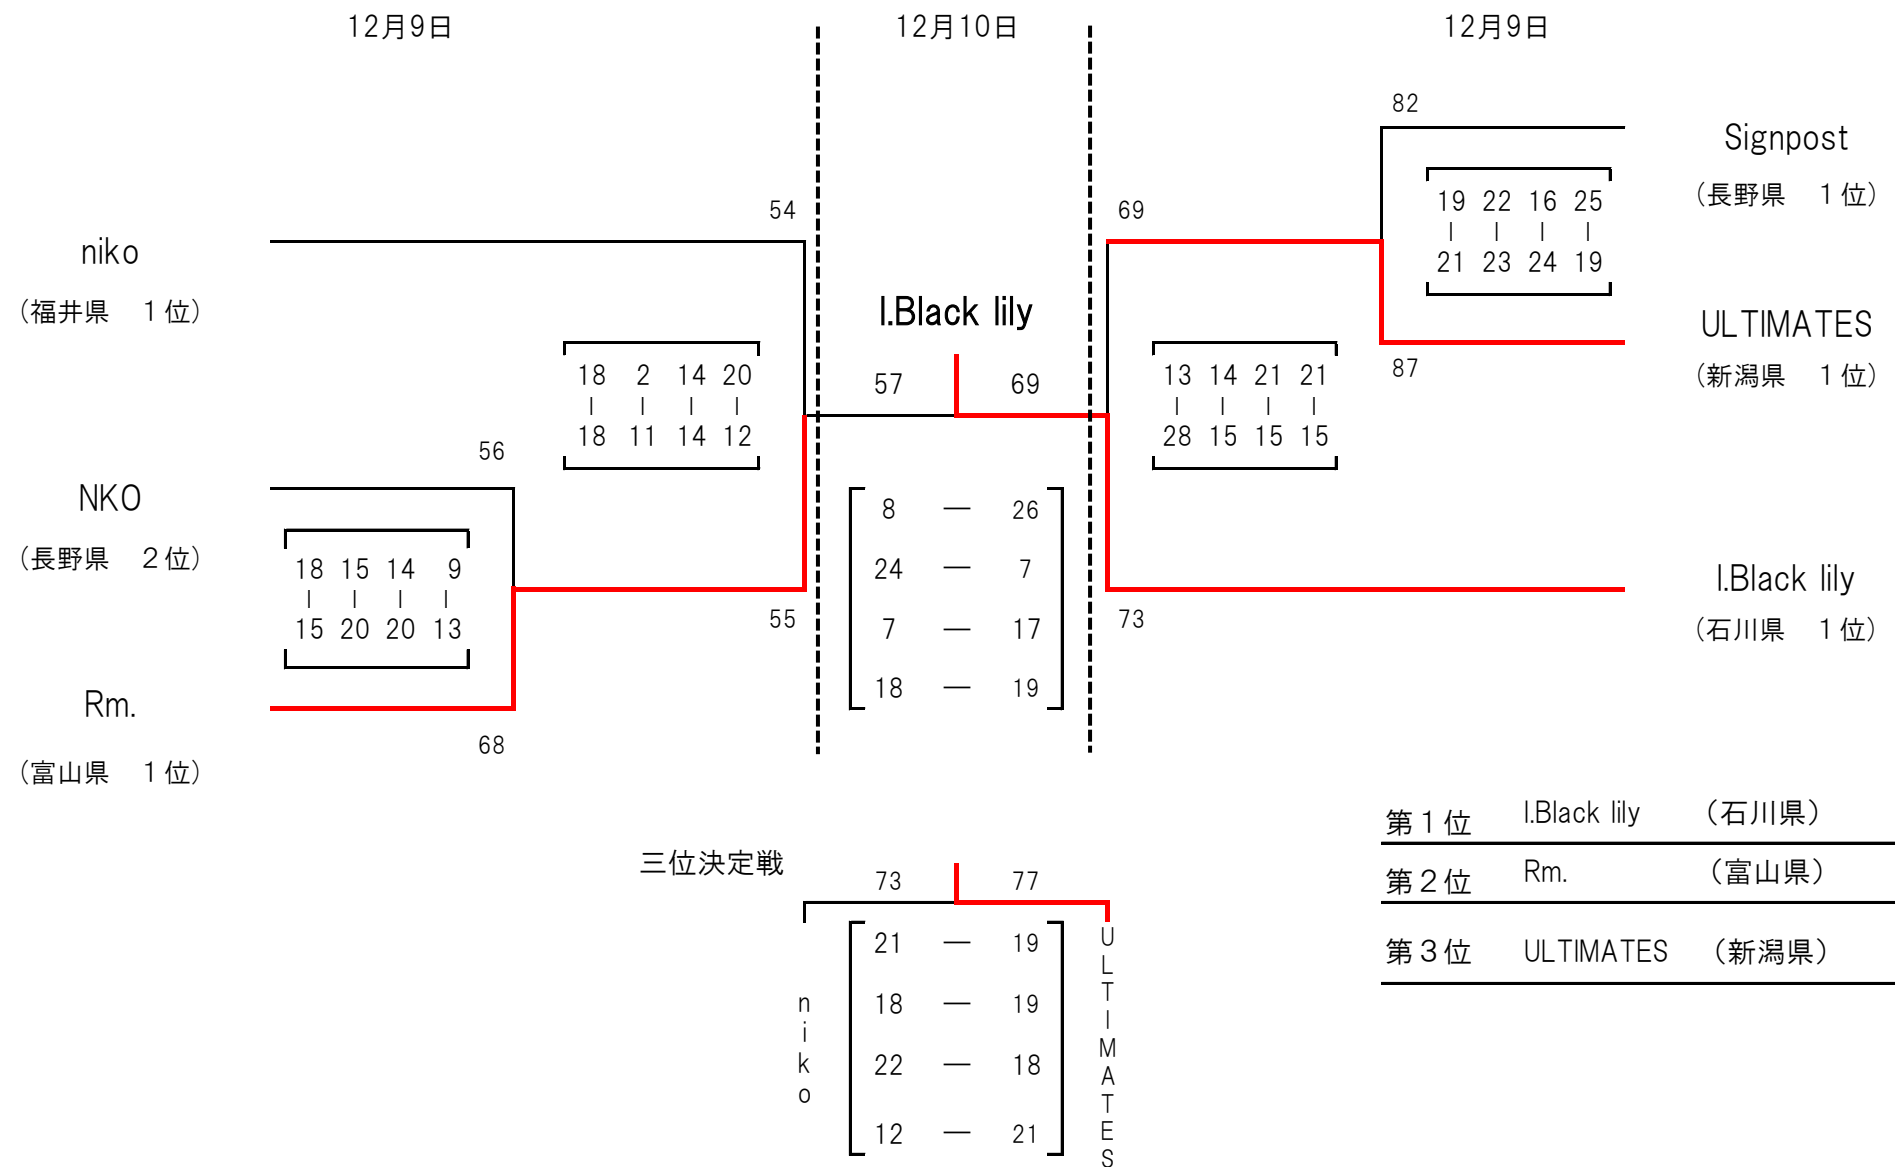 12月9日
12月10日
12月9日
niko
（福井県　１位）
54
NKO
（長野県　２位）
56
18 15 14 9
| | | |
15 20 20 13
Rm.
（富山県　１位）
68
18 2 14 20
| | | |
18 11 14 12
55
I.Black lily
57 69
8 ― 26
24 ― 7
7 ― 17
18 ― 19
69
13 14 21 21
| | | |
28 15 15 15
73
82
Signpost
（長野県　１位）
19 22 16 25
| | | |
21 23 24 19
87
ULTIMATES
（新潟県　１位）
I.Black lily
（石川県　１位）
三位決定戦
73 77
niko
21 ― 19
18 ― 19
22 ― 18
12 ― 21
ULTIMATES
第１位 I.Black lily （石川県）
第２位 Rm. （富山県）
第３位 ULTIMATES （新潟県）